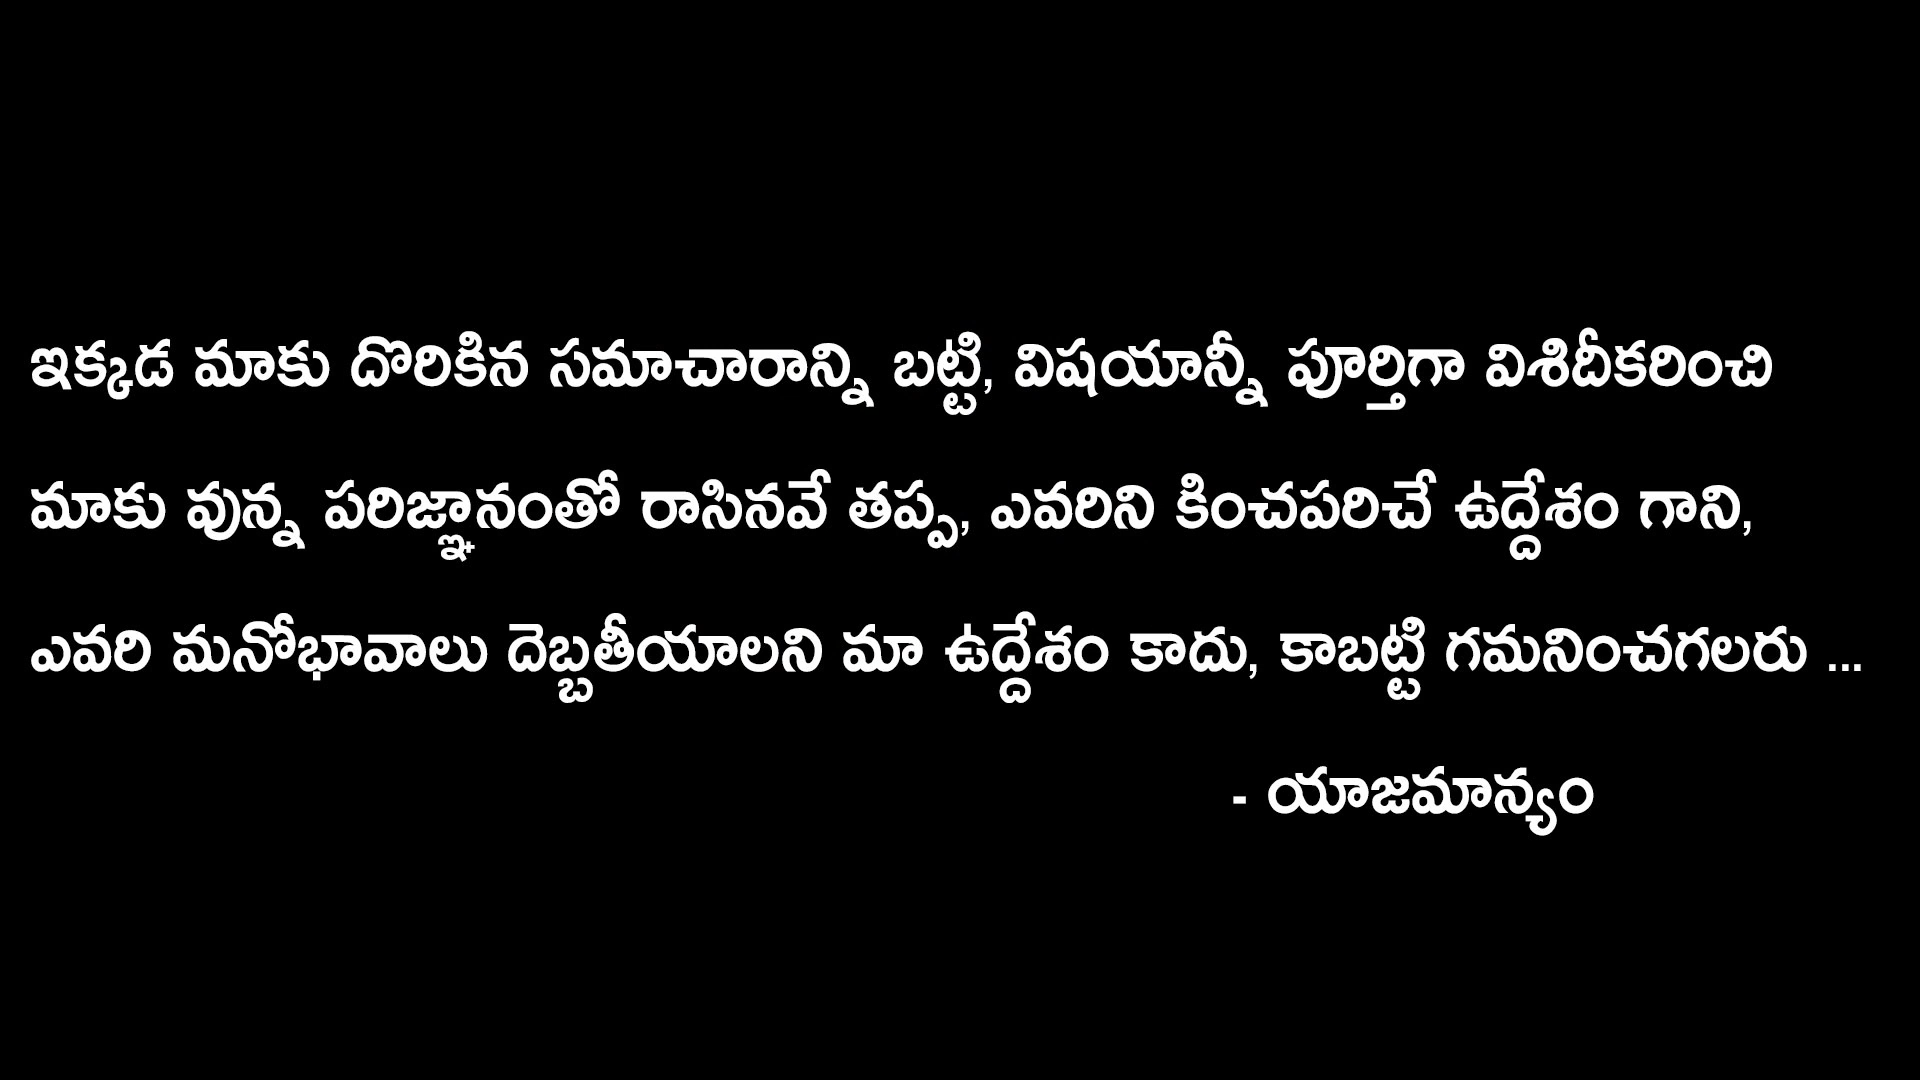 ఇక్కడ మాకు దొరికిన సమాచారాన్ని బట్టి, విషయాన్నీ పూర్తిగా విశిదీకరించి
మాకు వున్న పరిజ్ఞానంతో రాసినవే తప్ప, ఎవరిని కించపరిచే ఉద్దేశం గాని,
ఎవరి మనోభావాలు దెబ్బతీయాలని మా ఉద్దేశం కాదు, కాబట్టి గమనించగలరు ...
- యాజమాన్యం